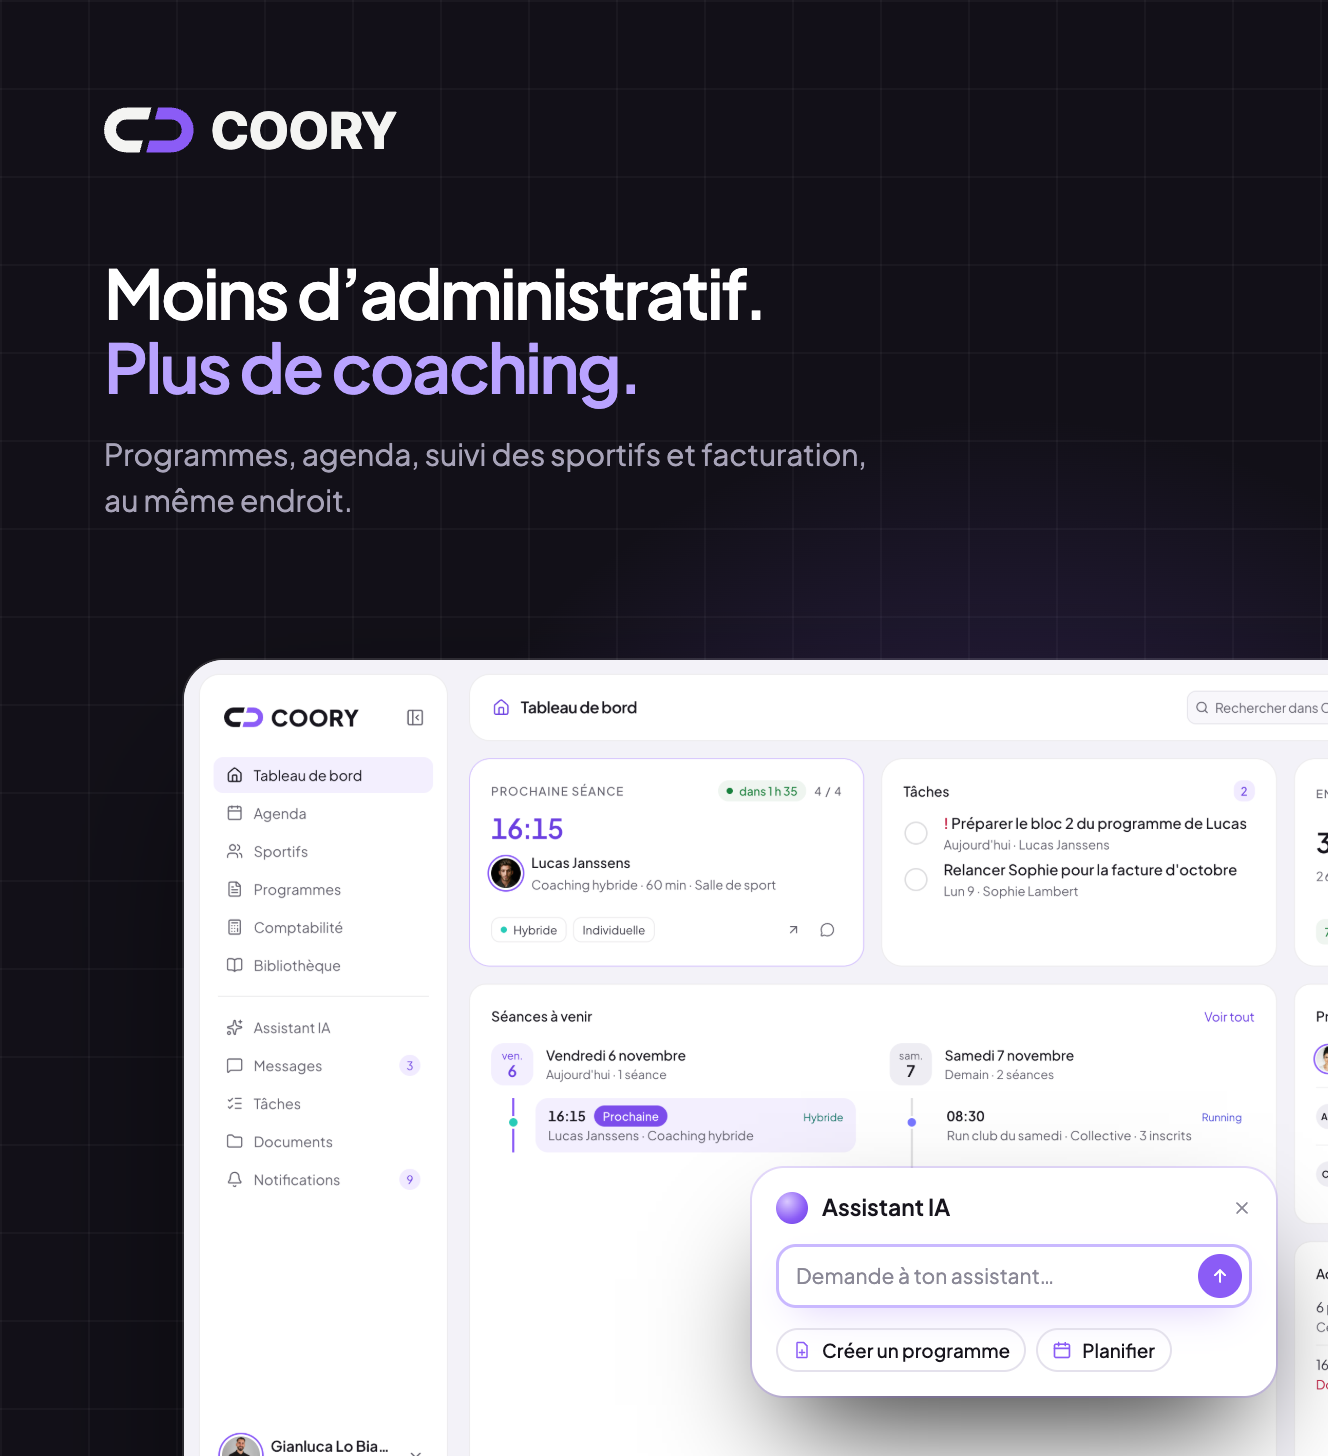 COORY
Moins d’administratif.
Plus de coaching.
Programmes, agenda, suivi des sportifs et facturation,
au même endroit.
COORY
Tableau de bord
Agenda
Sportifs
Programmes
Comptabilité
Bibliothèque
Assistant IA
Messages 3
Tâches
Documents
Notifications 9
Gianluca Lo Bia...
Tableau de bord
Rechercher dans
PROCHAINE SÉANCE dans 1 h 35 4 / 4
16:15
Lucas Janssens
Coaching hybride · 60 min · Salle de sport
Hybride Individuelle
Tâches 2
! Préparer le bloc 2 du programme de Lucas
Aujourd'hui · Lucas Janssens
Relancer Sophie pour la facture d'octobre
Lun 9 · Sophie Lambert
Séances à venir Voir tout
ven. 6
Vendredi 6 novembre
Aujourd'hui · 1 séance
16:15 Prochaine Hybride
Lucas Janssens · Coaching hybride
sam. 7
Samedi 7 novembre
Demain · 2 séances
08:30 Running
Run club du samedi · Collective · 3 inscrits
Assistant IA
Demande à ton assistant...
Créer un programme Planifier